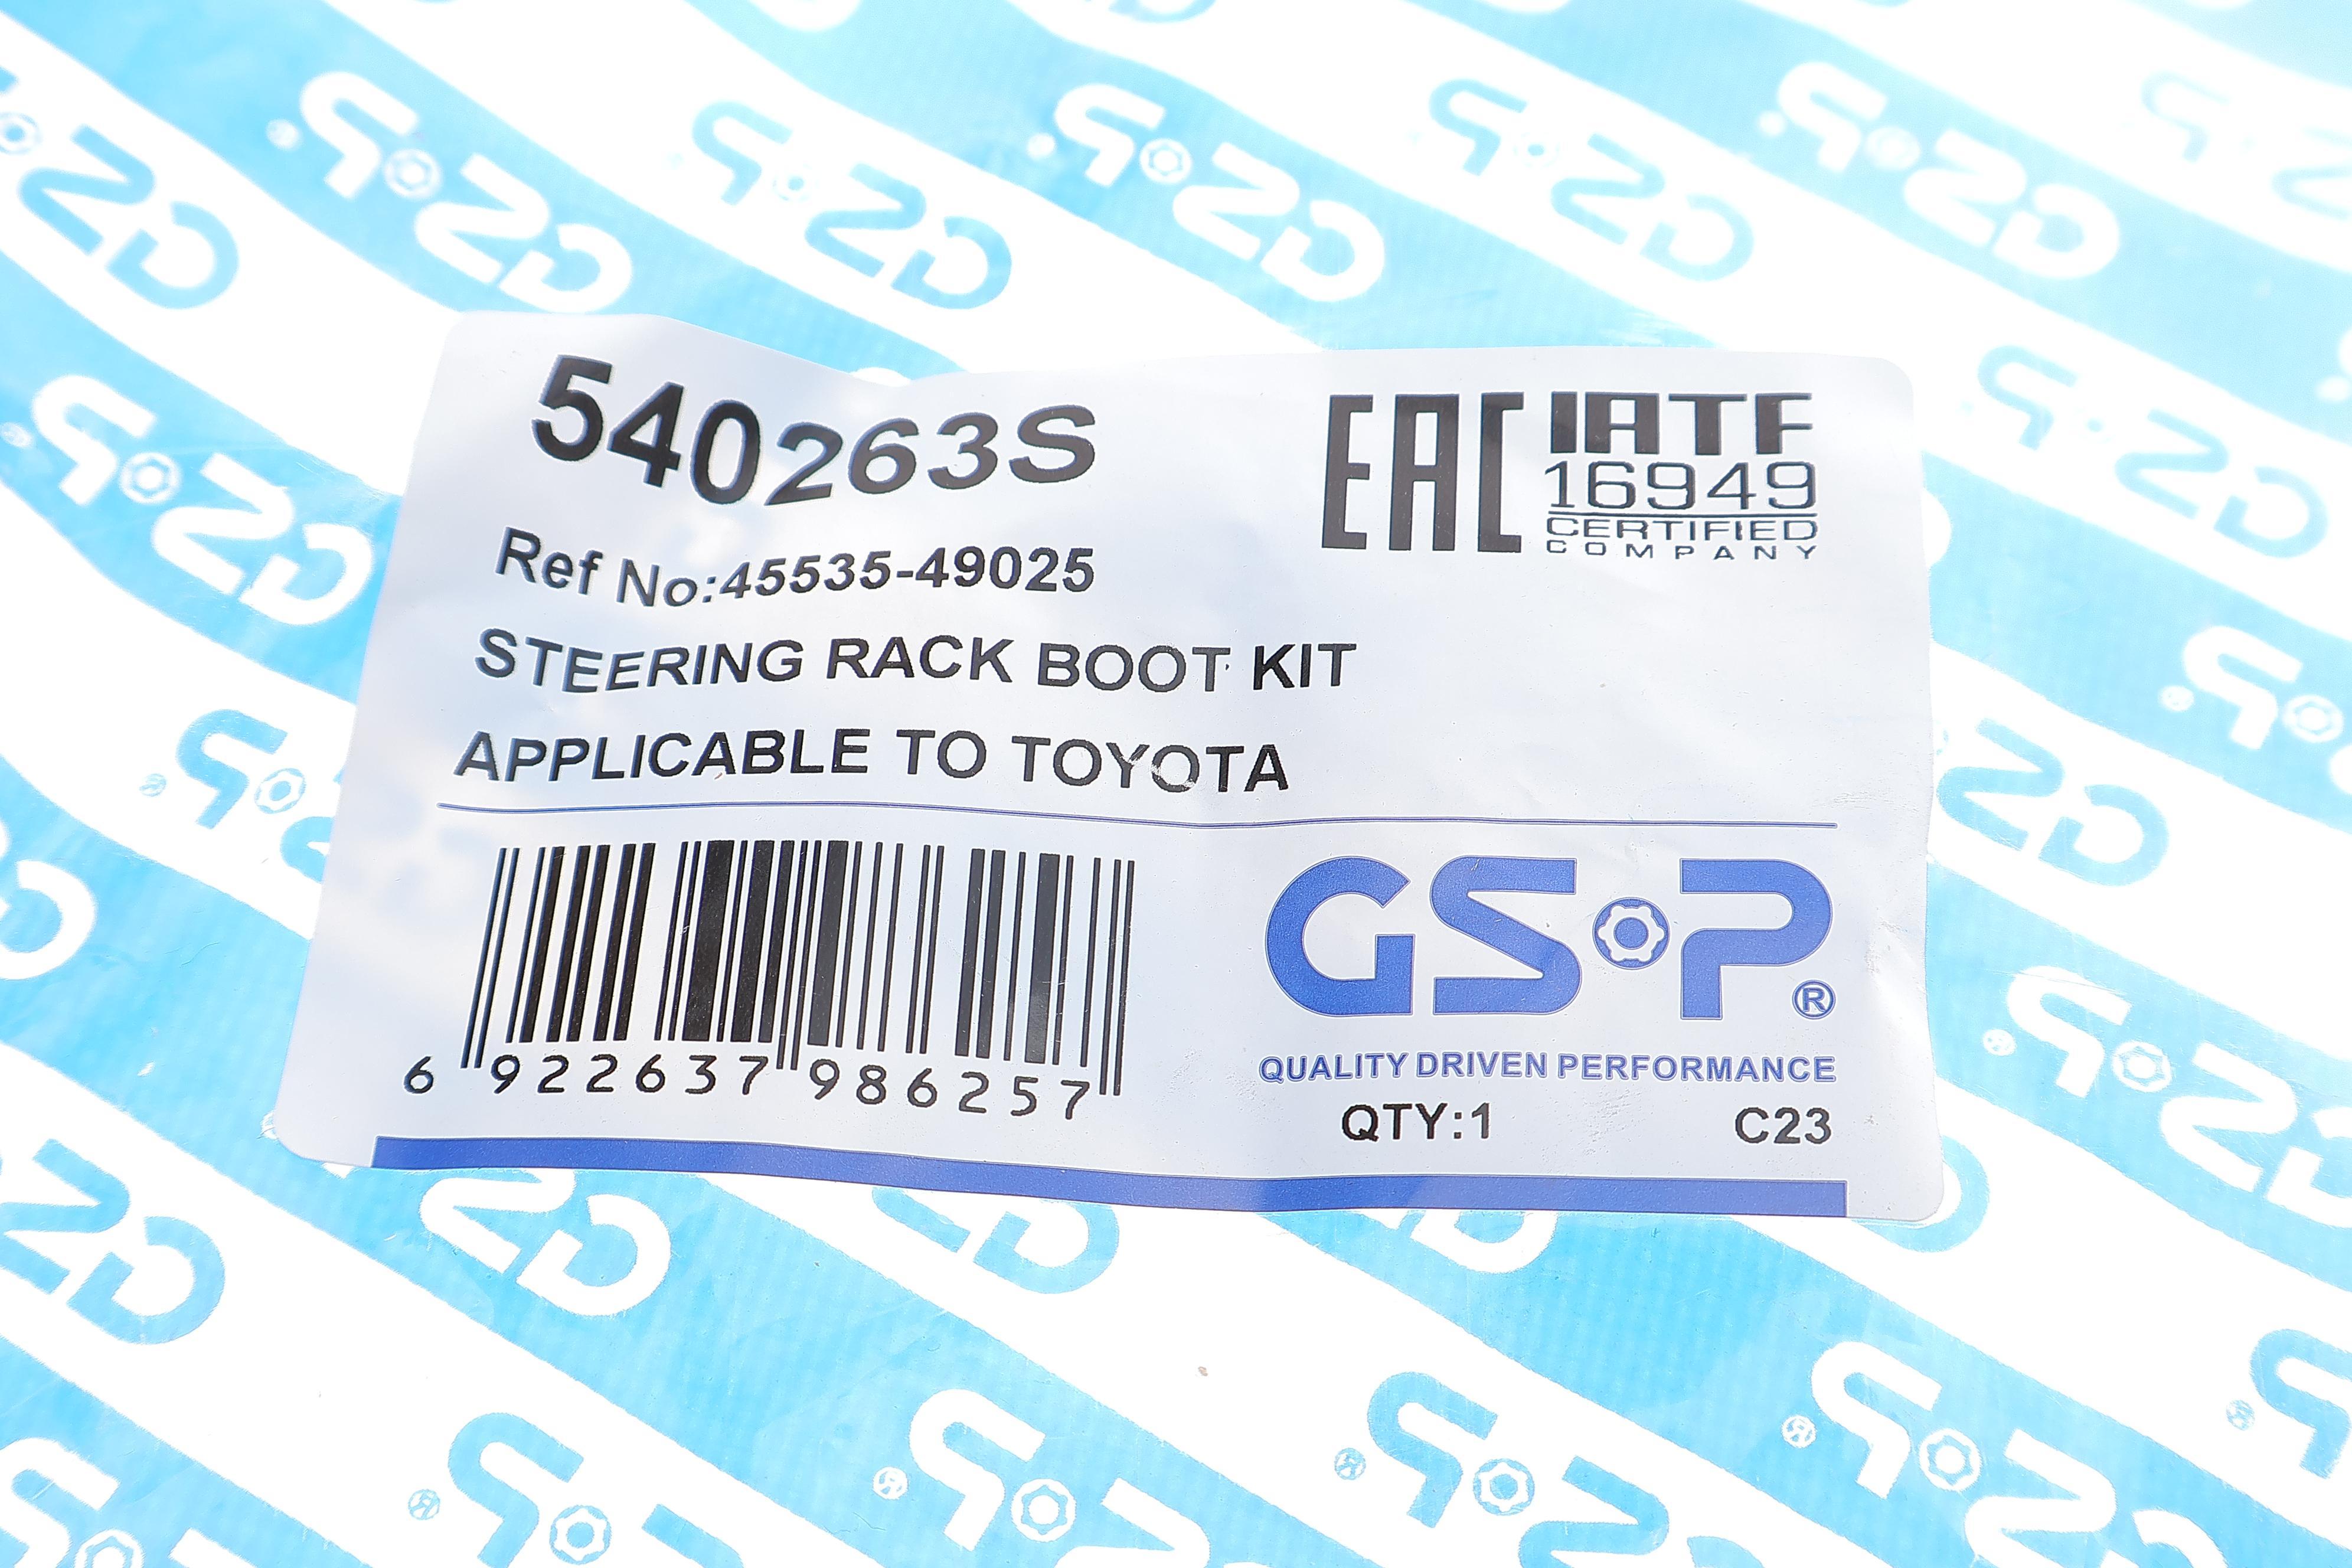 540263S
EAC
IATF
16949
CERTIFIED
COMPANY
Ref No:45535-49025
STEERING RACK BOOT KIT
APPLICABLE TO TOYOTA
GSP®
QUALITY DRIVEN PERFORMANCE
6 922637 986257
QTY:1 C23